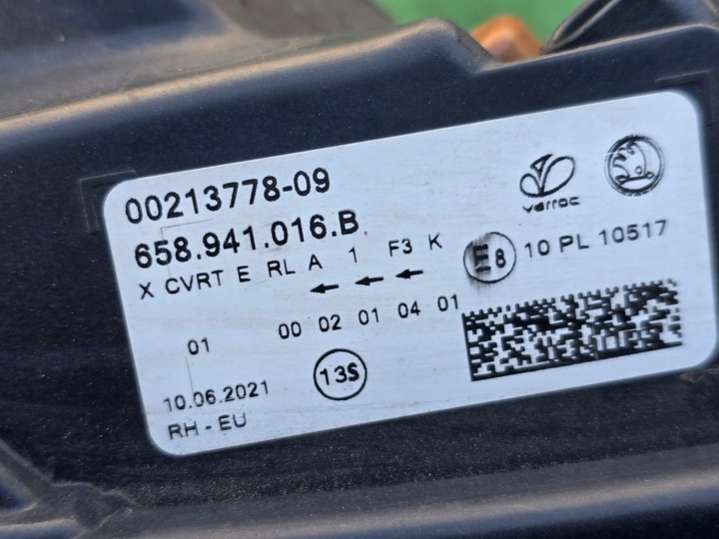 00213778-09
varroc
658.941.016.B
X CVRT E RL A 1 F3 K
E8 10 PL 10517
← ← ←
01 00 02 01 04 01
10.06.2021
13S
RH - EU